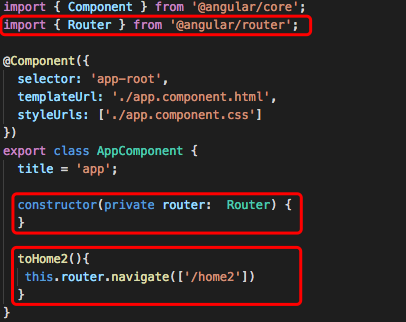 import { Component } from '@angular/core';
import { Router } from '@angular/router';
@Component({
selector: 'app-root',
templateUrl: './app.component.html',
styleUrls: ['./app.component.css']
})
export class AppComponent {
title = 'app';
constructor(private router: Router) {
}
toHome2(){
this.router.navigate(['/home2'])
}
}